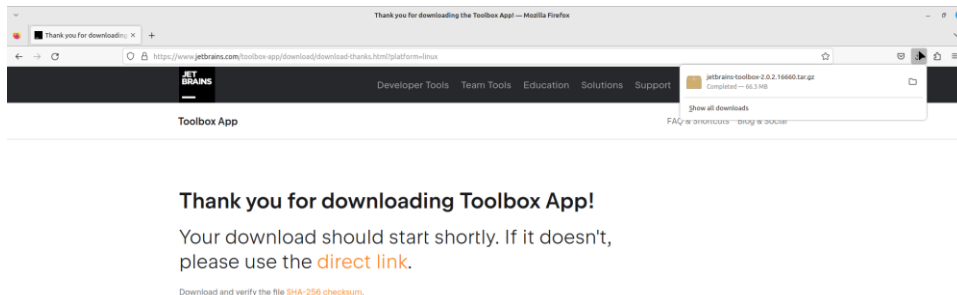 Thank you for downloading the Toolbox App! — Mozilla Firefox
Thank you for downloading
https://www.jetbrains.com/toolbox-app/download/download-thanks.html?platform=linux
JET
BRAINS
Developer Tools Team Tools Education Solutions Support
jetbrains-toolbox-2.0.2.16660.tar.gz
Completed — 66.3 MB
Show all downloads
Toolbox App
FAQ & Shortcuts Blog & Social
Thank you for downloading Toolbox App!
Your download should start shortly. If it doesn't,
please use the direct link.
Download and verify the file SHA-256 checksum.